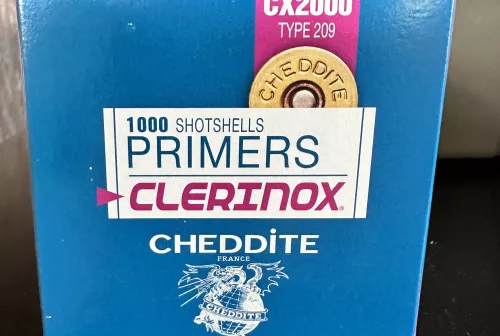 CX2000
TYPE 209
CHEDDITE
1000 SHOTSHELLS
PRIMERS
CLERINOX®
CHEDDiTE
FRANCE
CHEDDITE